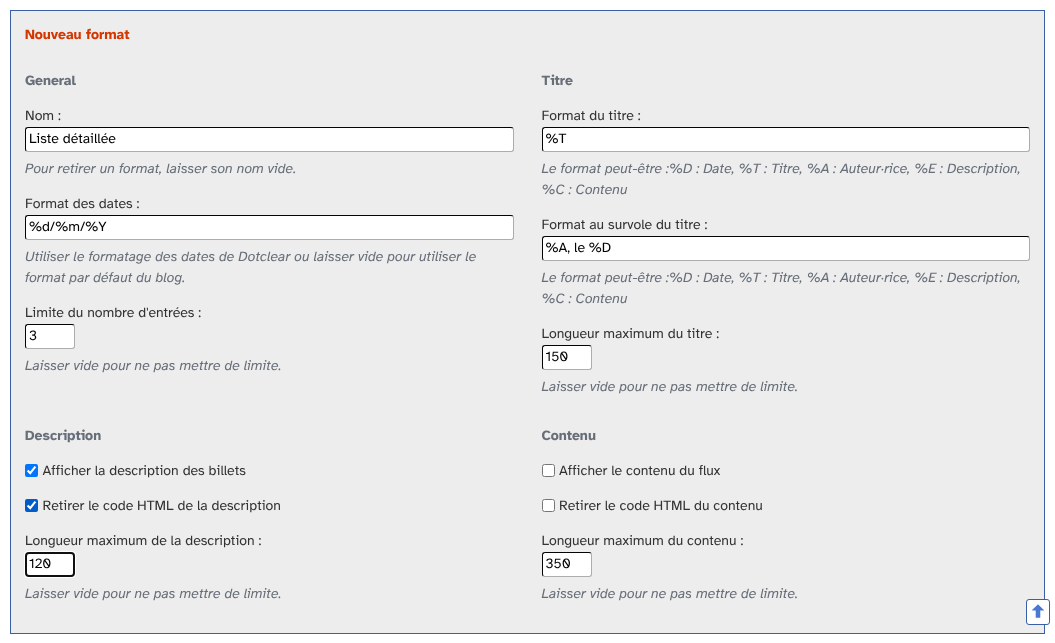 Nouveau format
General
Nom :
Liste détaillée
Pour retirer un format, laisser son nom vide.
Format des dates :
%d/%m/%Y
Utiliser le formatage des dates de Dotclear ou laisser vide pour utiliser le
format par défaut du blog.
Limite du nombre d'entrées :
3
Laisser vide pour ne pas mettre de limite.
Titre
Format du titre :
%T
Le format peut-être :%D : Date, %T : Titre, %A : Auteur·rice, %E : Description,
%C : Contenu
Format au survole du titre :
%A, le %D
Le format peut-être :%D : Date, %T : Titre, %A : Auteur·rice, %E : Description,
%C : Contenu
Longueur maximum du titre :
150
Laisser vide pour ne pas mettre de limite.
Description
Afficher la description des billets
Retirer le code HTML de la description
Longueur maximum de la description :
120
Laisser vide pour ne pas mettre de limite.
Contenu
Afficher le contenu du flux
Retirer le code HTML du contenu
Longueur maximum du contenu :
350
Laisser vide pour ne pas mettre de limite.